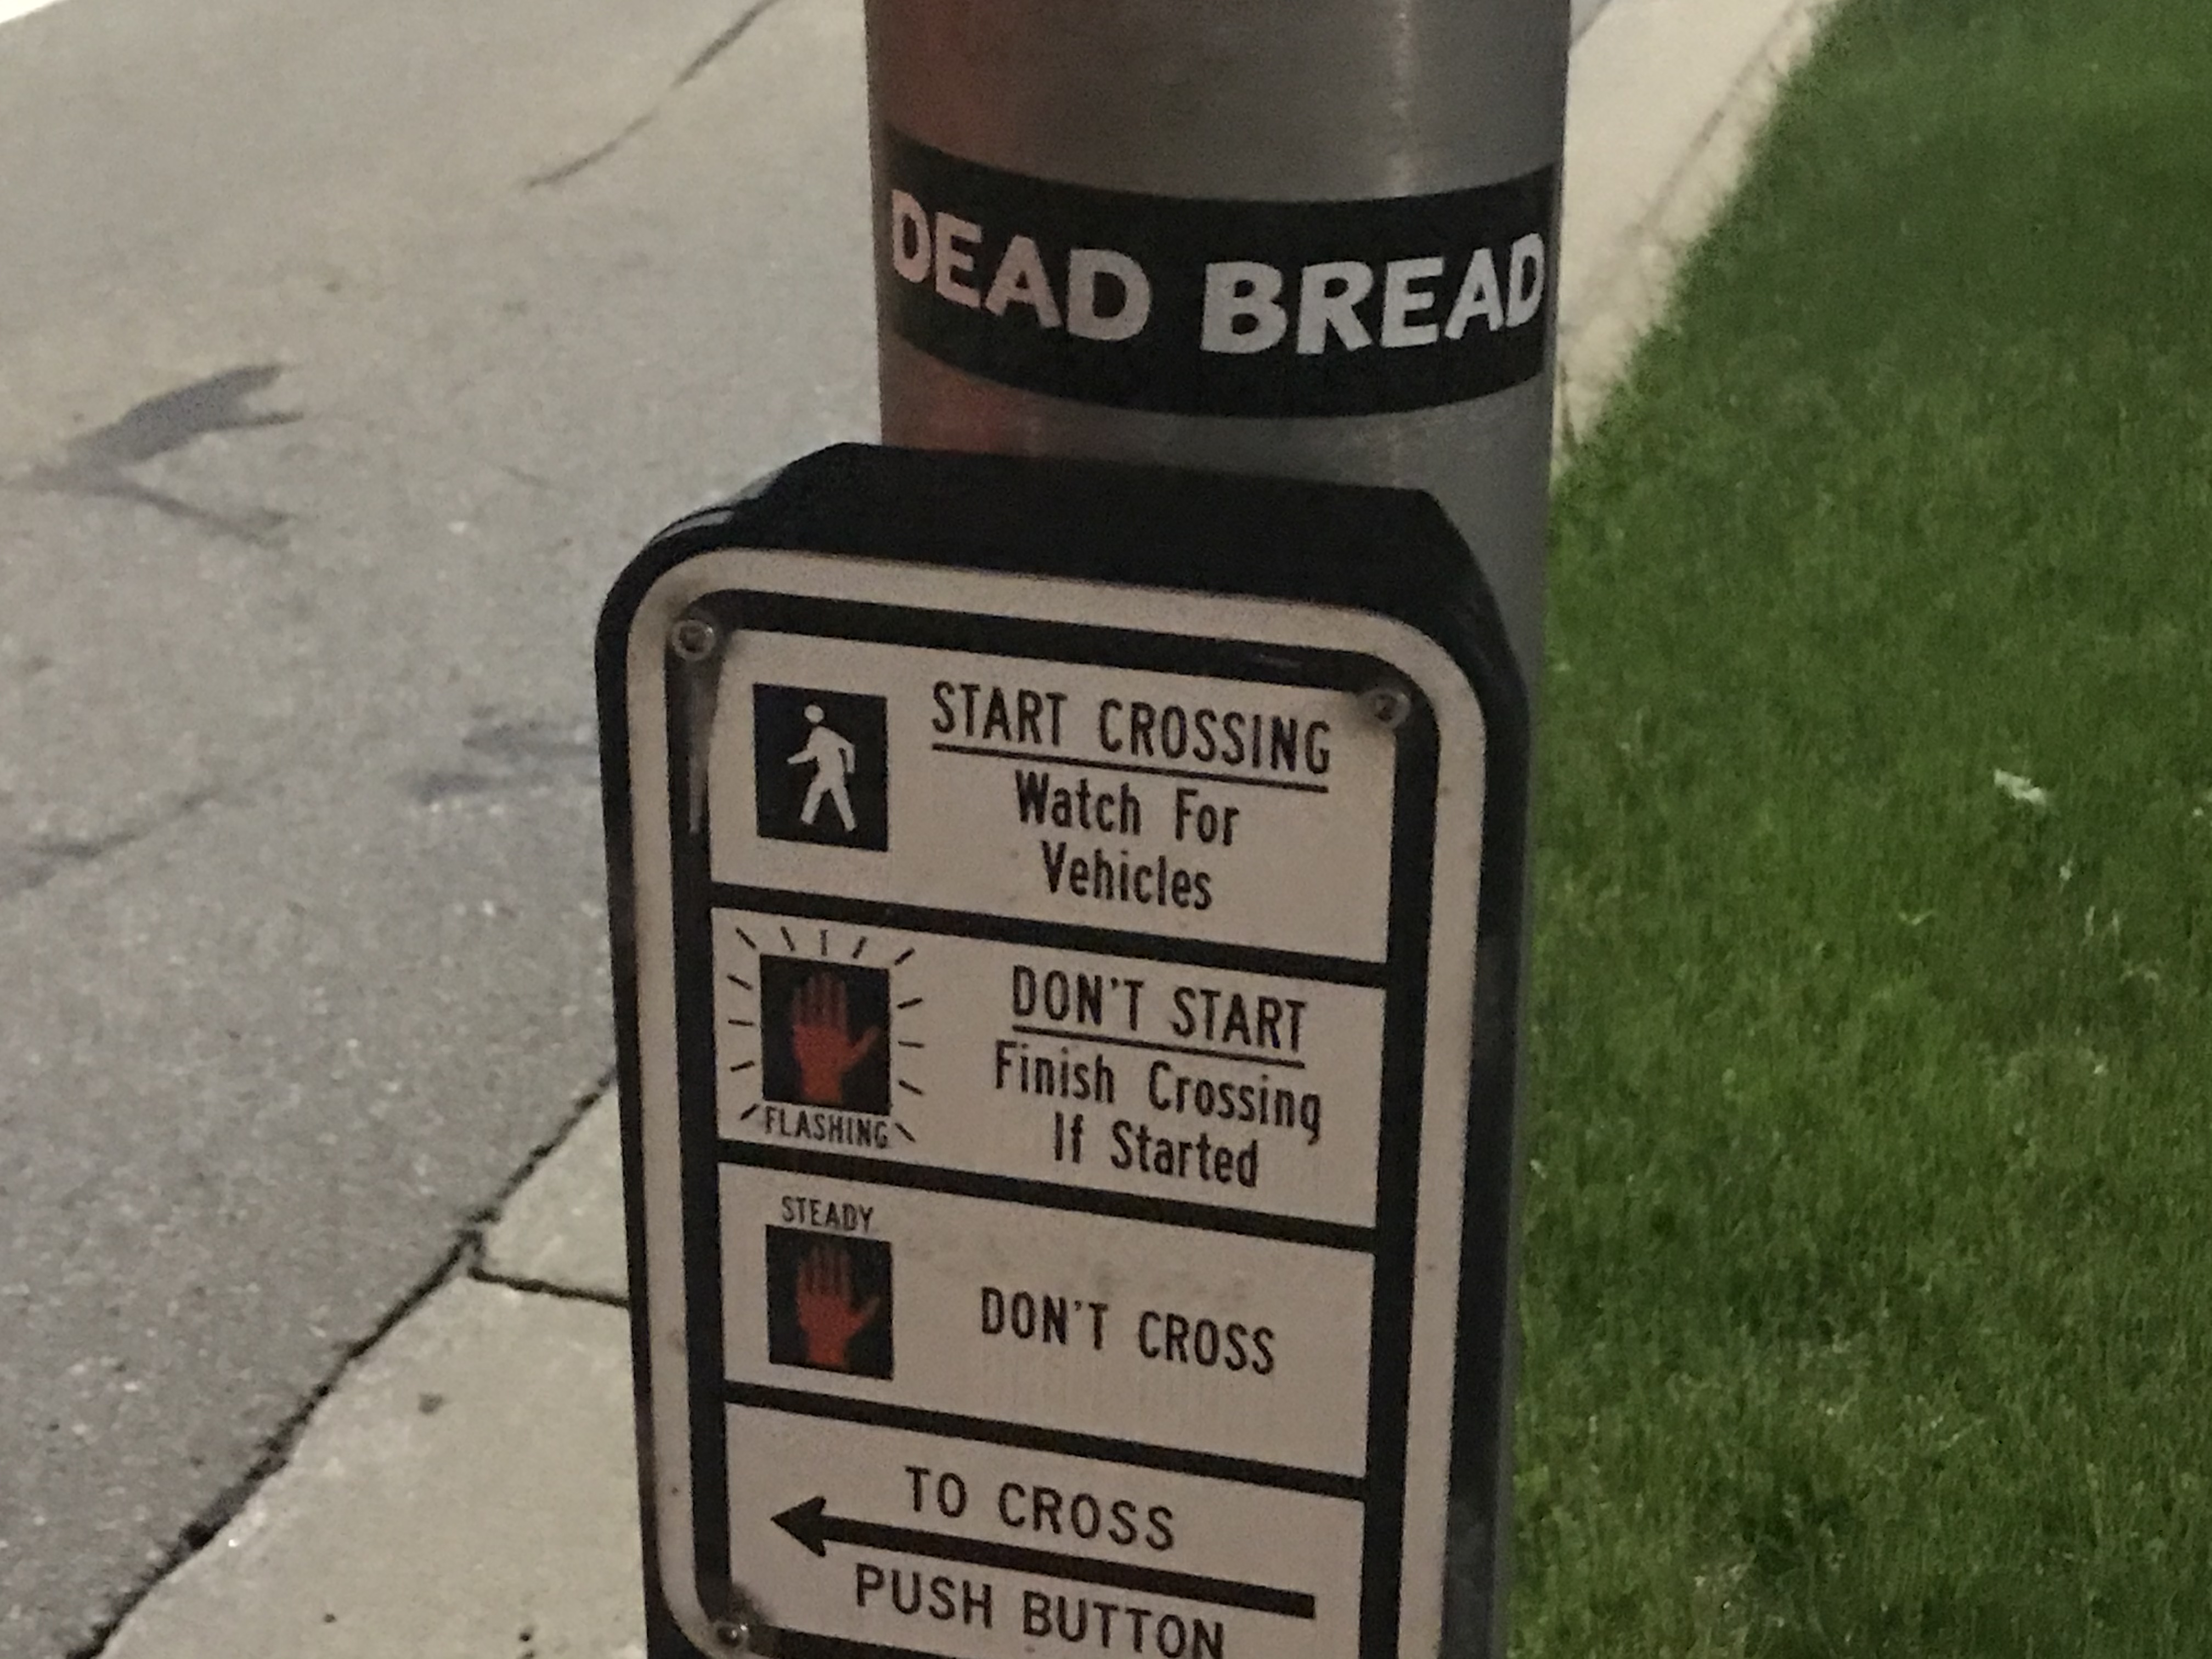 DEAD BREAD
START CROSSING
Watch For
Vehicles
DON'T START
Finish Crossing
If Started
FLASHING
STEADY
DON'T CROSS
TO CROSS
PUSH BUTTON